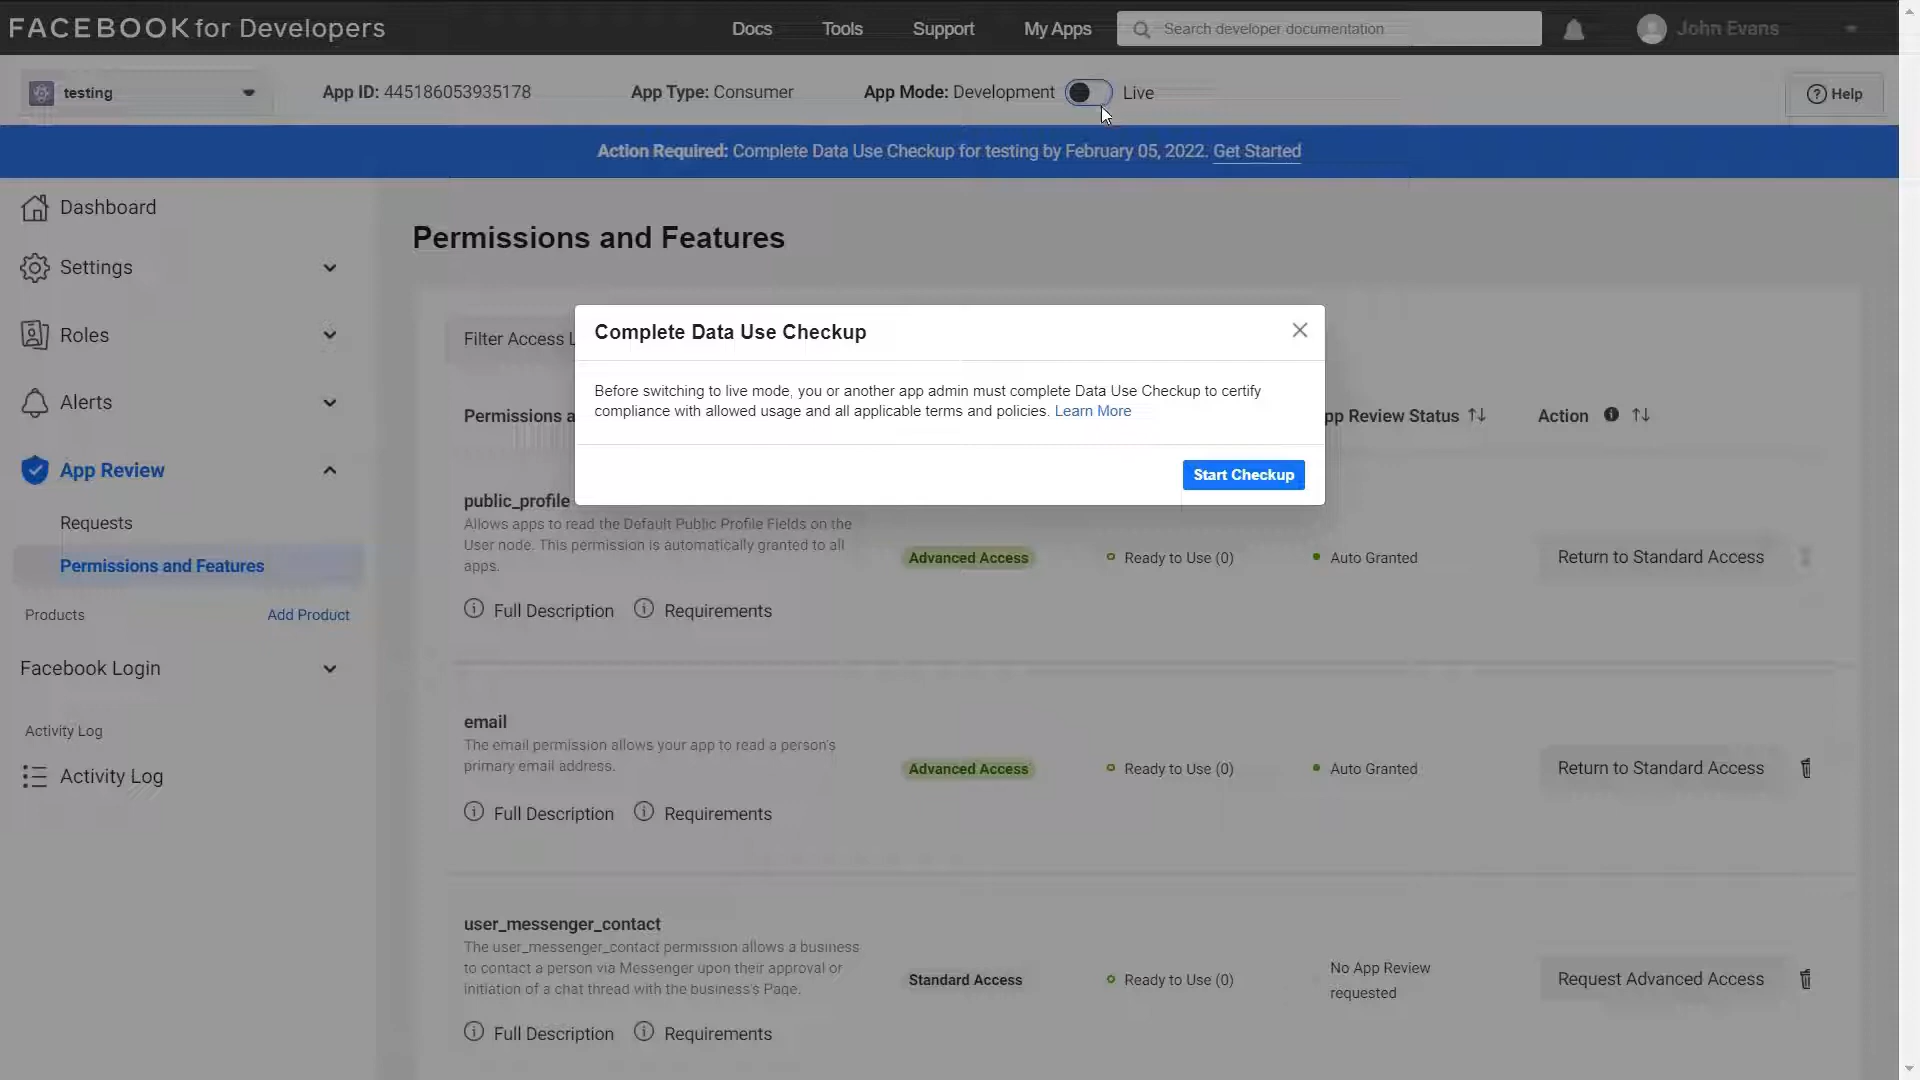 FACEBOOK for Developers
Docs
Tools
Support
My Apps
Search developer documentation
John Evans
testing
App ID: 445186053935178
App Type: Consumer
App Mode: Development
Live
Help
Action Required: Complete Data Use Checkup for testing by February 05, 2022. Get Started
Dashboard
Settings
Roles
Alerts
App Review
Requests
Permissions and Features
Products
Add Product
Facebook Login
Activity Log
Activity Log
Permissions and Features
Filter Access
Complete Data Use Checkup
Before switching to live mode, you or another app admin must complete Data Use Checkup to certify
compliance with allowed usage and all applicable terms and policies. Learn More
Start Checkup
Permissions
pp Review Status
Action
public_profile
Allows apps to read the Default Public Profile Fields on the
User node. This permission is automatically granted to all
apps.
Advanced Access
Ready to Use (0)
Auto Granted
Return to Standard Access
Full Description
Requirements
email
The email permission allows your app to read a person's
primary email address.
Advanced Access
Ready to Use (0)
Auto Granted
Return to Standard Access
Full Description
Requirements
user_messenger_contact
The user_messenger_contact permission allows a business
to contact a person via Messenger upon their approval or
initiation of a chat thread with the business's Page.
Standard Access
Ready to Use (0)
No App Review
requested
Request Advanced Access
Full Description
Requirements